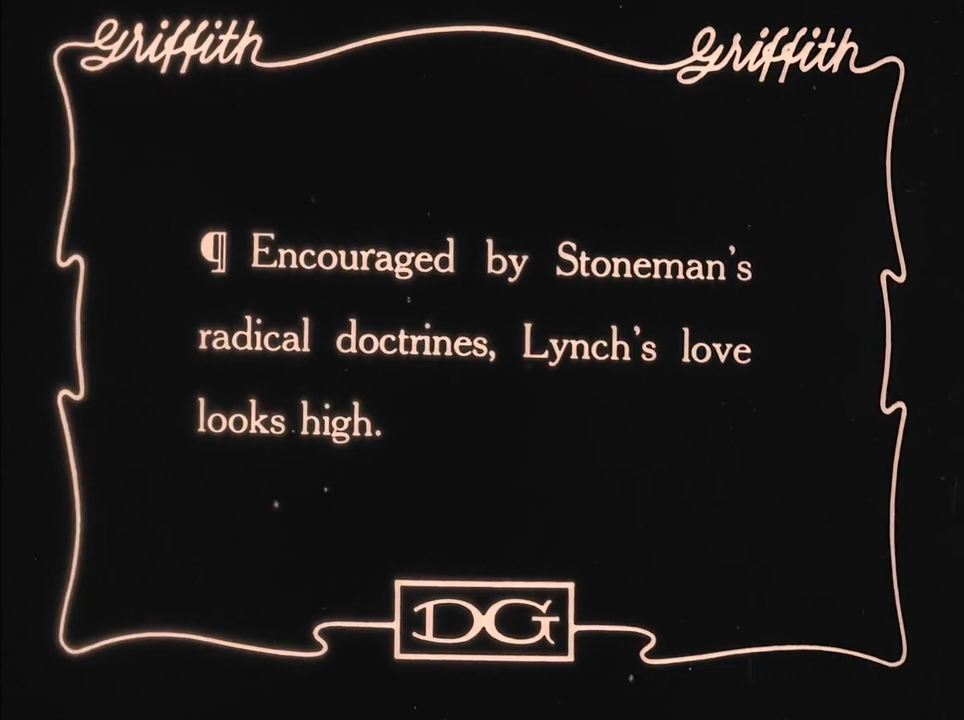 Griffith Griffith
¶ Encouraged by Stoneman's
radical doctrines, Lynch's love
looks high.
DG